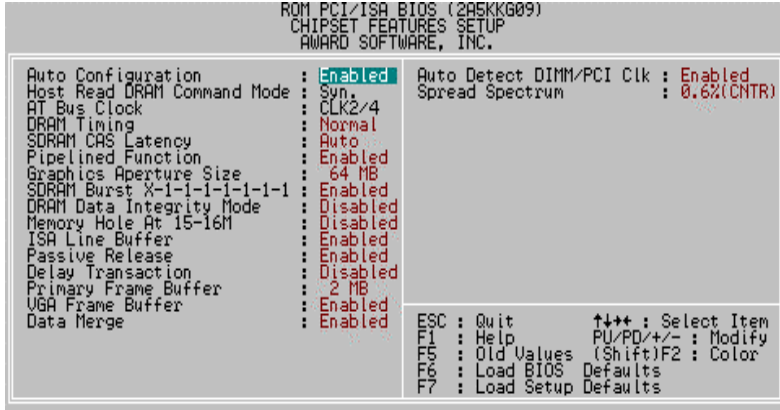 ROM PCI/ISA BIOS (2A5KKG09)
CHIPSET FEATURES SETUP
AWARD SOFTWARE, INC.
Auto Configuration : Enabled
Host Read DRAM Command Mode : Syn.
AT Bus Clock : CLK2/4
DRAM Timing : Normal
SDRAM CAS Latency : Auto
Pipelined Function : Enabled
Graphics Aperture Size : 64 MB
SDRAM Burst X-1-1-1-1-1-1-1 : Enabled
DRAM Data Integrity Mode : Disabled
Memory Hole At 15-16M : Disabled
ISA Line Buffer : Enabled
Passive Release : Enabled
Delay Transaction : Disabled
Primary Frame Buffer : 2 MB
VGA Frame Buffer : Enabled
Data Merge : Enabled
Auto Detect DIMM/PCI Clk : Enabled
Spread Spectrum : 0.6%(CNTR)
ESC : Quit ↑↓→← : Select Item
F1 : Help PU/PD/+/- : Modify
F5 : Old Values (Shift)F2 : Color
F6 : Load BIOS Defaults
F7 : Load Setup Defaults